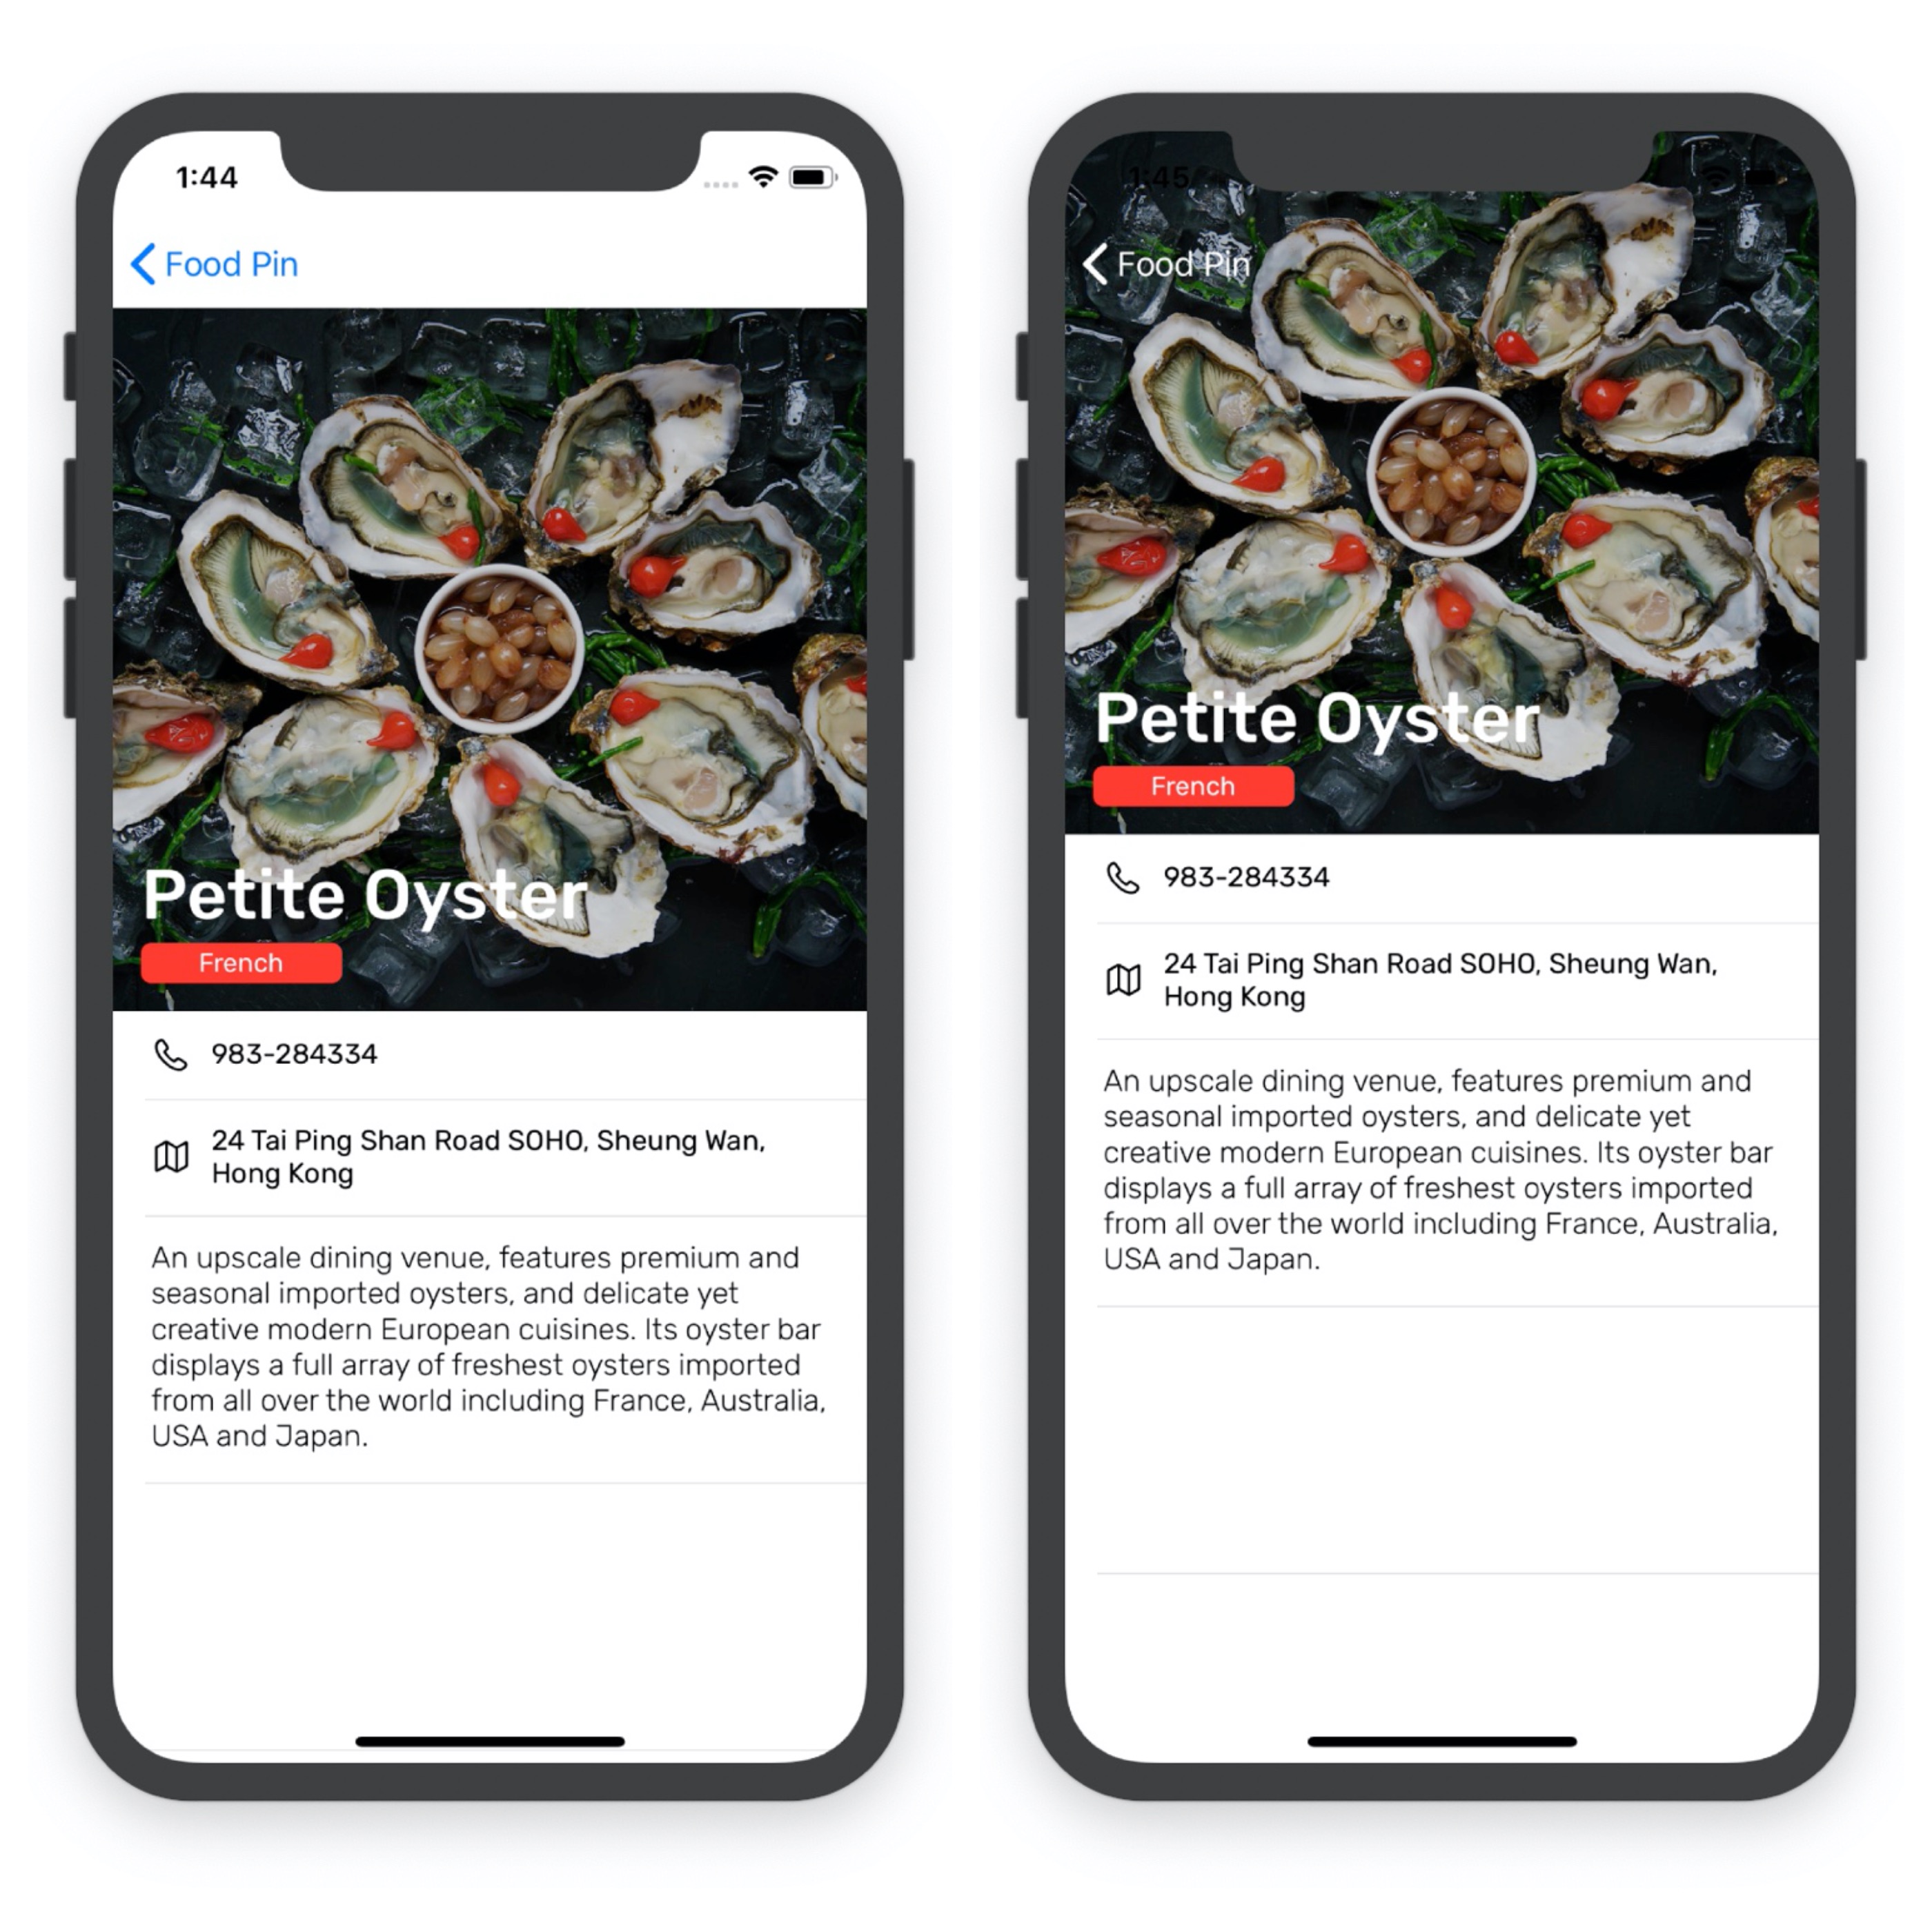 1:44
Food Pin
Petite Oyster
French
983-284334
24 Tai Ping Shan Road SOHO, Sheung Wan,
Hong Kong
An upscale dining venue, features premium and
seasonal imported oysters, and delicate yet
creative modern European cuisines. Its oyster bar
displays a full array of freshest oysters imported
from all over the world including France, Australia,
USA and Japan.
1:45
Food Pin
Petite Oyster
French
983-284334
24 Tai Ping Shan Road SOHO, Sheung Wan,
Hong Kong
An upscale dining venue, features premium and
seasonal imported oysters, and delicate yet
creative modern European cuisines. Its oyster bar
displays a full array of freshest oysters imported
from all over the world including France, Australia,
USA and Japan.